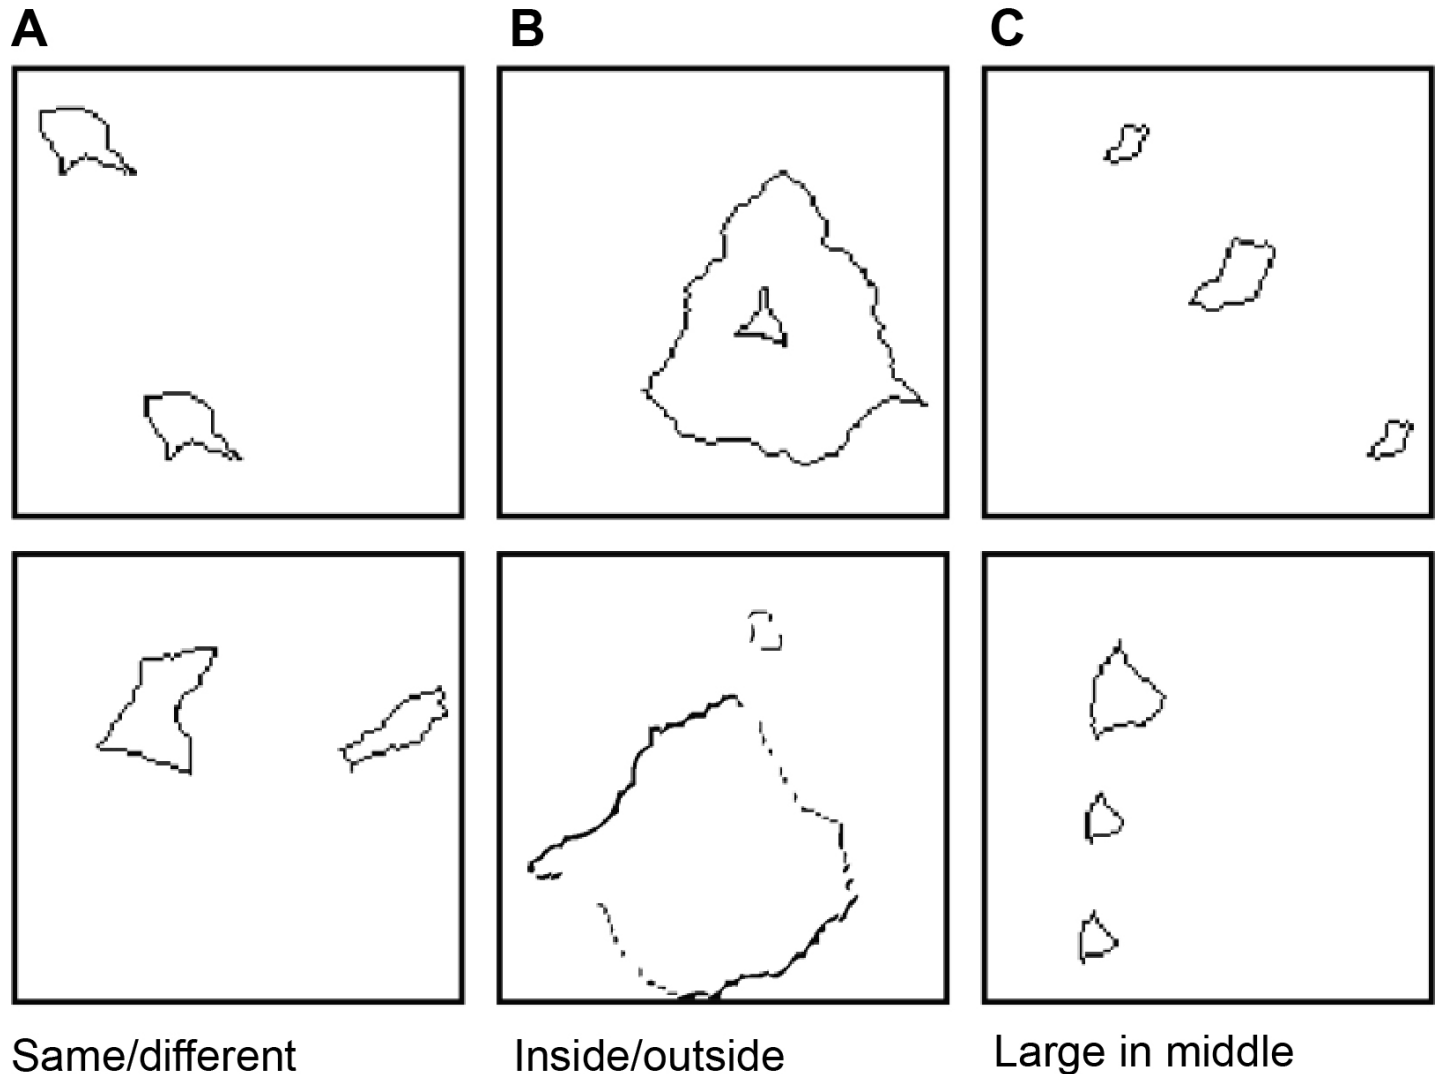 A
B
C
Same/different
Inside/outside
Large in middle